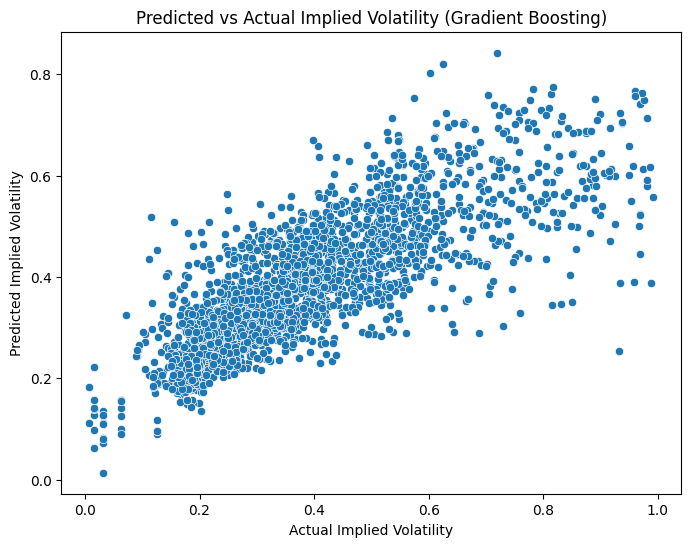 Predicted vs Actual Implied Volatility (Gradient Boosting)
Predicted Implied Volatility
0.8
0.6
0.4
0.2
0.0
0.0 0.2 0.4 0.6 0.8 1.0
Actual Implied Volatility